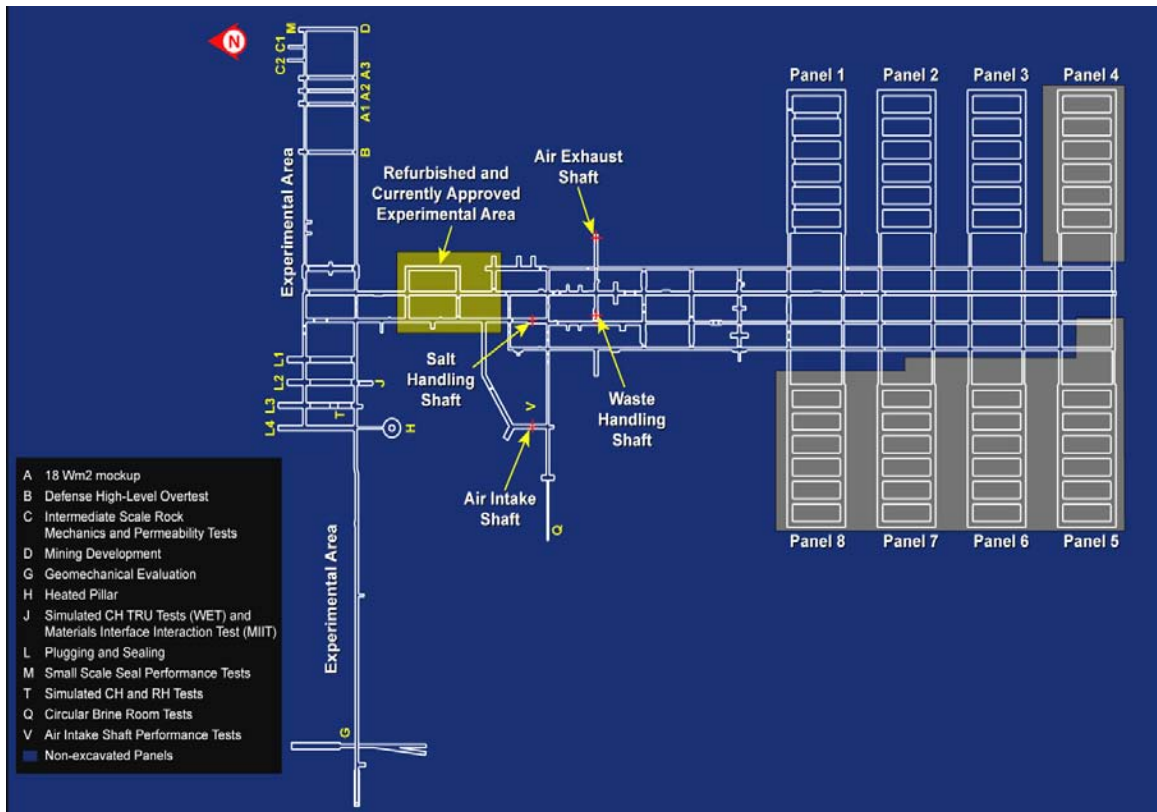 N
M
D
C1
C2
A3
A2
A1
B
Experimental Area
Refurbished and
Currently Approved
Experimental Area
Air Exhaust
Shaft
Panel 1
Panel 2
Panel 3
Panel 4
L1
L2
L3
L4
J
T
H
Salt
Handling
Shaft
V
Waste
Handling
Shaft
Air Intake
Shaft
Q
Panel 8
Panel 7
Panel 6
Panel 5
Experimental Area
G
A 18 Wm2 mockup
B Defense High-Level Overtest
C Intermediate Scale Rock
Mechanics and Permeability Tests
D Mining Development
G Geomechanical Evaluation
H Heated Pillar
J Simulated CH TRU Tests (WET) and
Materials Interface Interaction Test (MIIT)
L Plugging and Sealing
M Small Scale Seal Performance Tests
T Simulated CH and RH Tests
Q Circular Brine Room Tests
V Air Intake Shaft Performance Tests
Non-excavated Panels